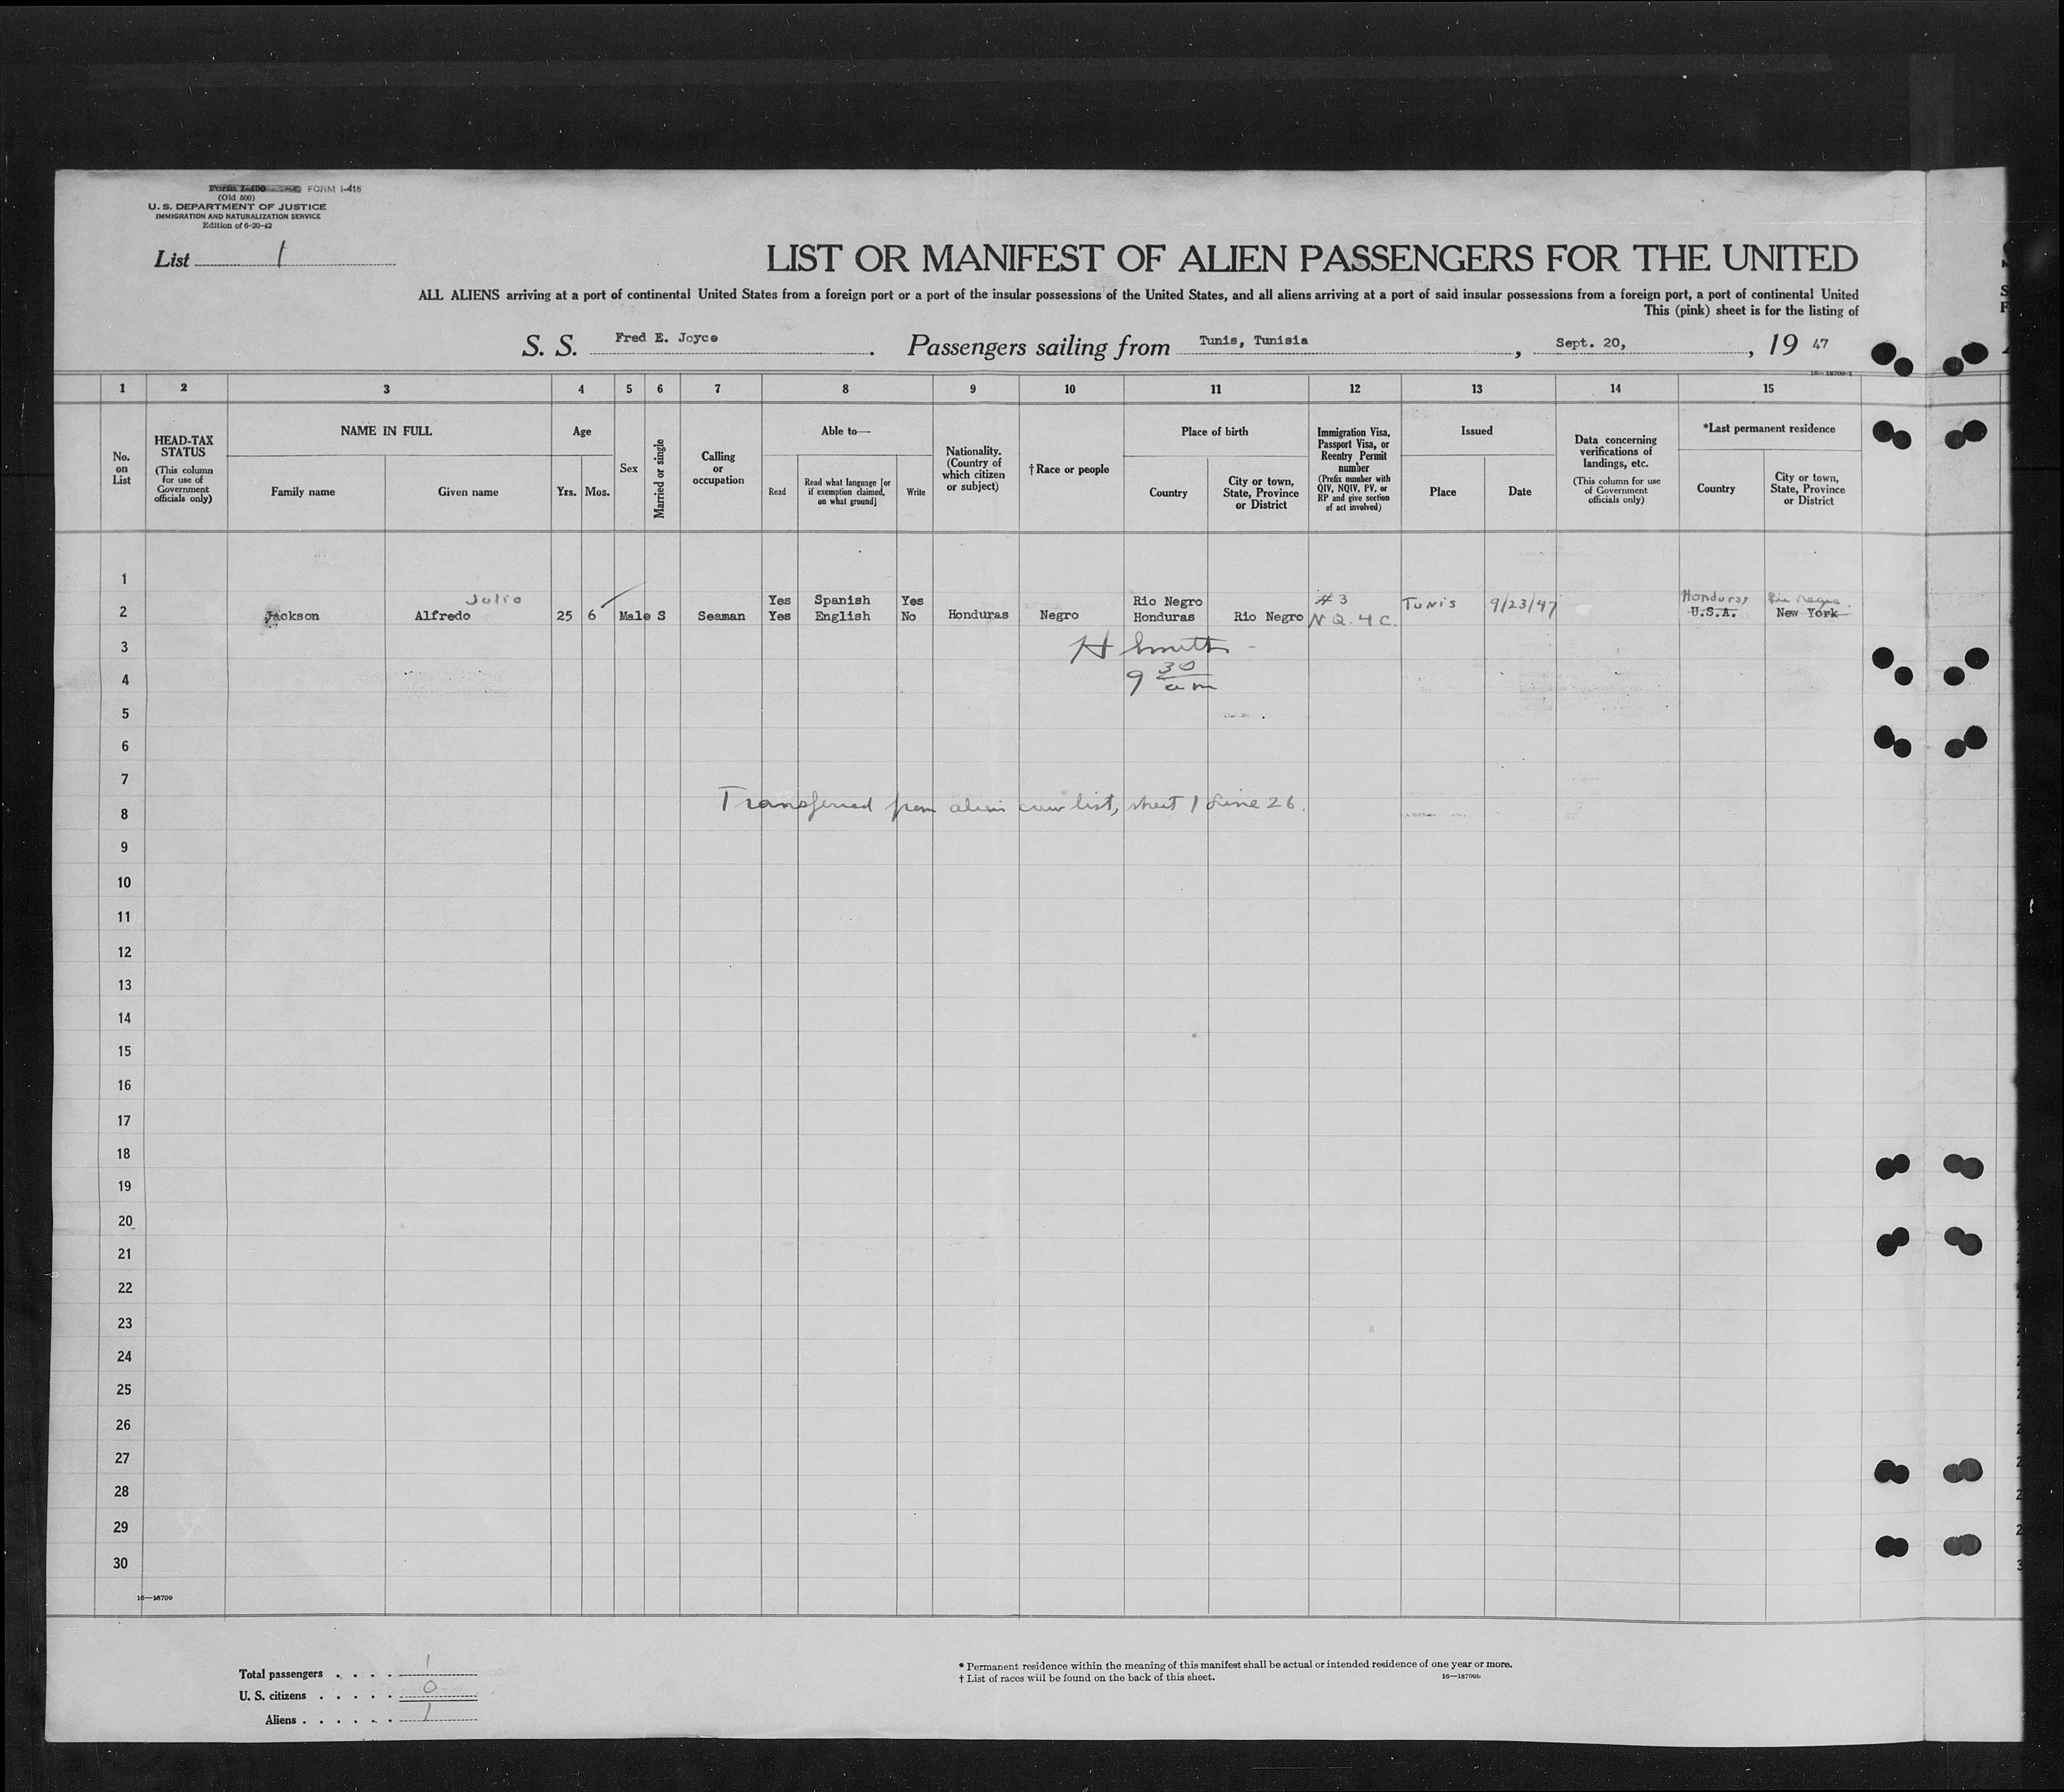 Form I-400 FORM I-415
(Old 500)
U. S. DEPARTMENT OF JUSTICE
IMMIGRATION AND NATURALIZATION SERVICE
Edition of 6-20-42
List 1
LIST OR MANIFEST OF ALIEN PASSENGERS FOR THE UNITED
ALL ALIENS arriving at a port of continental United States from a foreign port or a port of the insular possessions of the United States, and all aliens arriving at a port of said insular possessions from a foreign port, a port of continental United
This (pink) sheet is for the listing of
S. S. Fred E. Joyce. Passengers sailing from Tunis, Tunisia, Sept. 20, , 19 47
16—18709-1
1 2 3 4 5 6 7 8 9 10 11 12 13 14 15
No. on List
HEAD-TAX STATUS
(This column for use of Government officials only)
NAME IN FULL
Family name
Given name
Age
Yrs. Mos.
Sex
Married or single
Calling or occupation
Able to—
Read
Read what language [or if exemption claimed, on what ground]
Write
Nationality. (Country of which citizen or subject)
† Race or people
Place of birth
Country
City or town, State, Province or District
Immigration Visa, Passport Visa, or Reentry Permit number
(Prefix number with QIV, NQIV, PV, or RP and give section of act involved)
Issued
Place
Date
Data concerning verifications of landings, etc.
(This column for use of Government officials only)
*Last permanent residence
Country
City or town, State, Province or District
1
Julio Yes Spanish Yes Rio Negro #3 Honduras Rio Negro
2 Jackson Alfredo 25 6 Male S Seaman Yes English No Honduras Negro Honduras Rio Negro N Q. 4 C. Tunis 9/23/47 U.S.A. New York
3 H Smith
4 9 30 am
5
6
7
Transferred from alien crew list, sheet 1 Line 26.
8
9
10
11
12
13
14
15
16
17
18
19
20
21
22
23
24
25
26
27
28
29
30
16—18709
Total passengers . . . . 1
U. S. citizens . . . . . 0
Aliens . . . . . . 1
* Permanent residence within the meaning of this manifest shall be actual or intended residence of one year or more.
† List of races will be found on the back of this sheet. 16—18709b